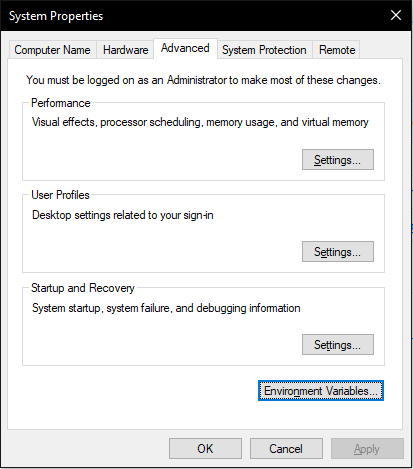 System Properties
Computer Name Hardware Advanced System Protection Remote
You must be logged on as an Administrator to make most of these changes.
Performance
Visual effects, processor scheduling, memory usage, and virtual memory
Settings...
User Profiles
Desktop settings related to your sign-in
Settings...
Startup and Recovery
System startup, system failure, and debugging information
Settings...
Environment Variables...
OK Cancel Apply